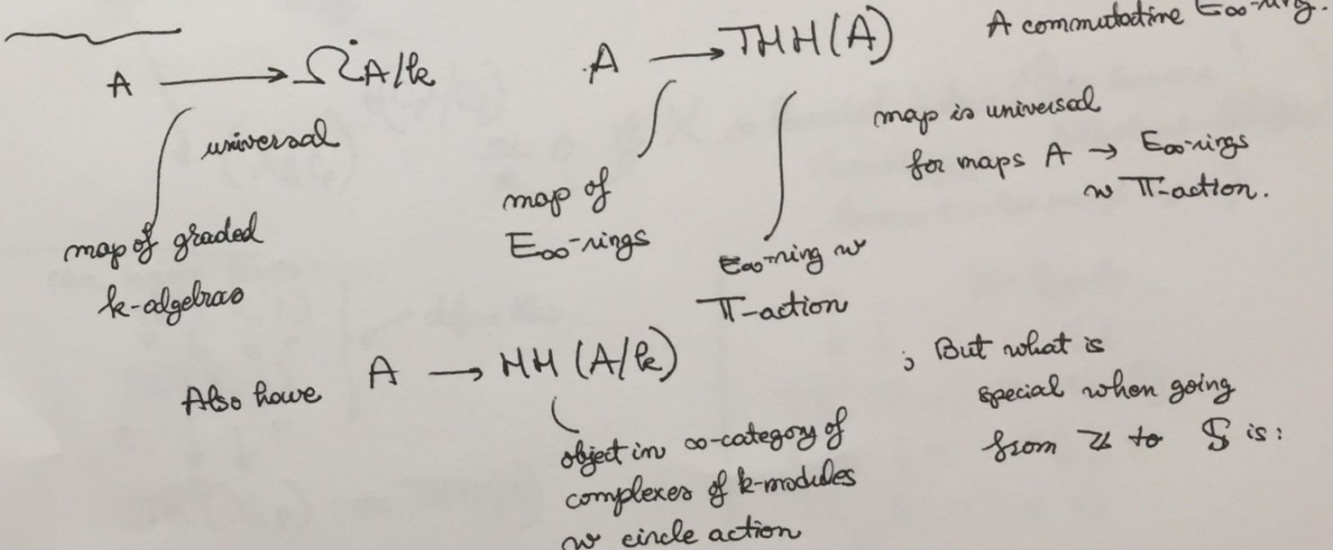 A → Ω̇A/k
universal
map of graded
k-algebras
A → THH(A)
map of
E∞-rings
E∞-ring w
𝕋-action
A commutative E∞-ring.
map is universal
for maps A → E∞-rings
w 𝕋-action.
Also have A → HH(A/k)
object in ∞-category of
complexes of k-modules
w circle action
; But what is
special when going
from ℤ to 𝕊 is: